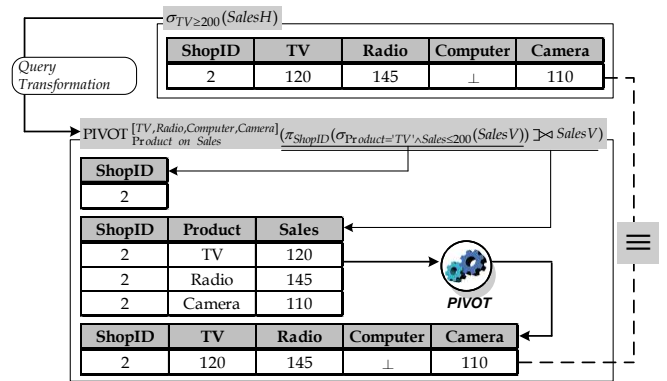 σTV≥200(SalesH)
ShopID TV Radio Computer Camera
2 120 145 ⊥ 110
Query
Transformation
PIVOT [TV,Radio,Computer,Camera] Product on Sales (πShopID(σProduct='TV'∧Sales≤200(SalesV)) ⟕ SalesV)
ShopID
2
ShopID Product Sales
2 TV 120
2 Radio 145
2 Camera 110
PIVOT
≡
ShopID TV Radio Computer Camera
2 120 145 ⊥ 110